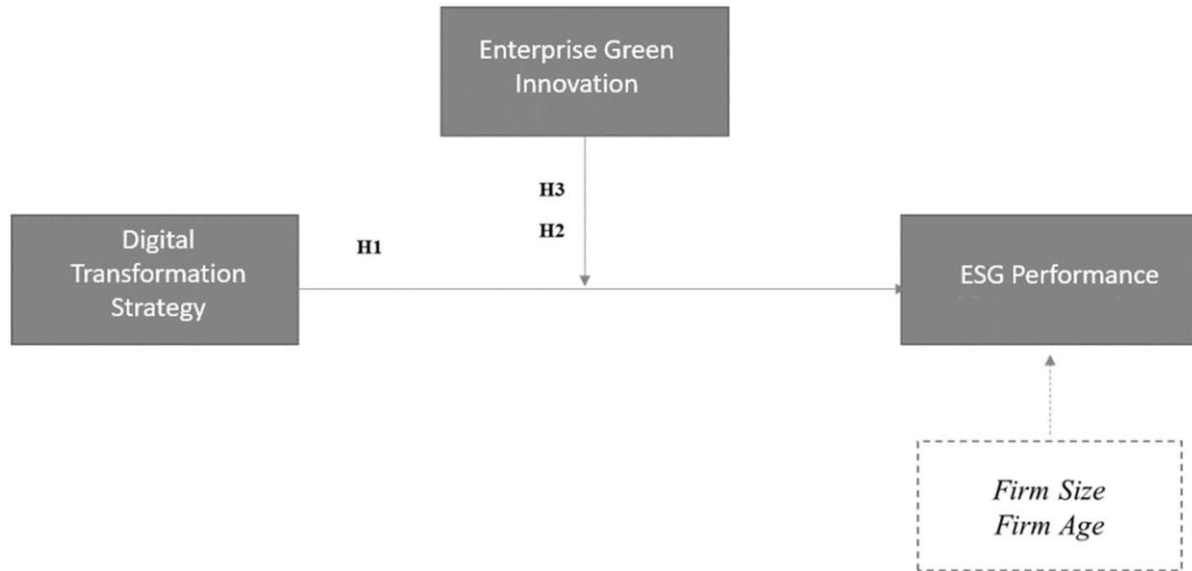 Enterprise Green
Innovation
H3
H2
H1
Digital
Transformation
Strategy
ESG Performance
Firm Size
Firm Age